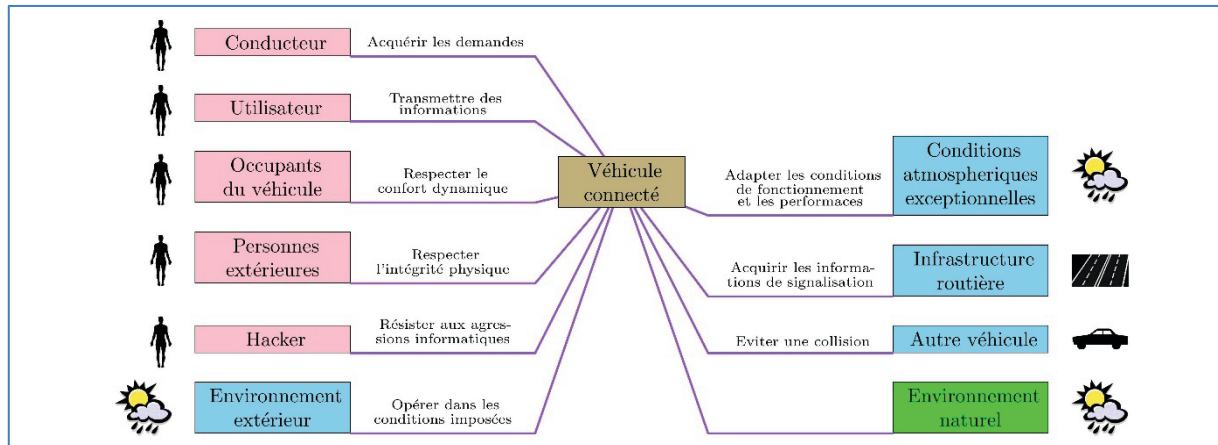 Conducteur
Acquérir les demandes
Utilisateur
Transmettre des
informations
Occupants
du véhicule
Respecter le
confort dynamique
Personnes
extérieures
Respecter
l'intégrité physique
Hacker
Résister aux agres-
sions informatiques
Environnement
extérieur
Opérer dans les
conditions imposées
Véhicule
connecté
Adapter les conditions
de fonctionnement
et les performaces
Conditions
atmospheriques
exceptionnelles
Acquirir les informa-
tions de signalisation
Infrastructure
routière
Eviter une collision
Autre véhicule
Environnement
naturel